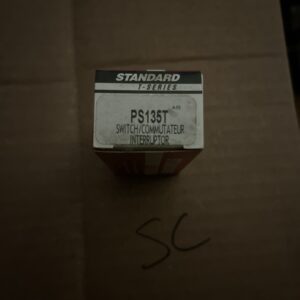 STANDARD
T-SERIES
PS135T
SWITCH/COMMUTATEUR
INTERRUPTOR
SC